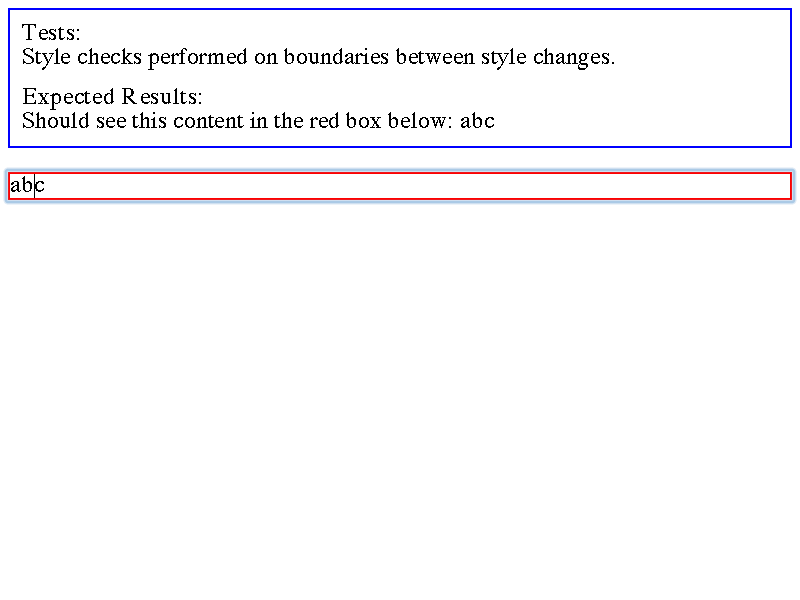 Tests:
Style checks performed on boundaries between style changes.
Expected Results:
Should see this content in the red box below: abc
abc